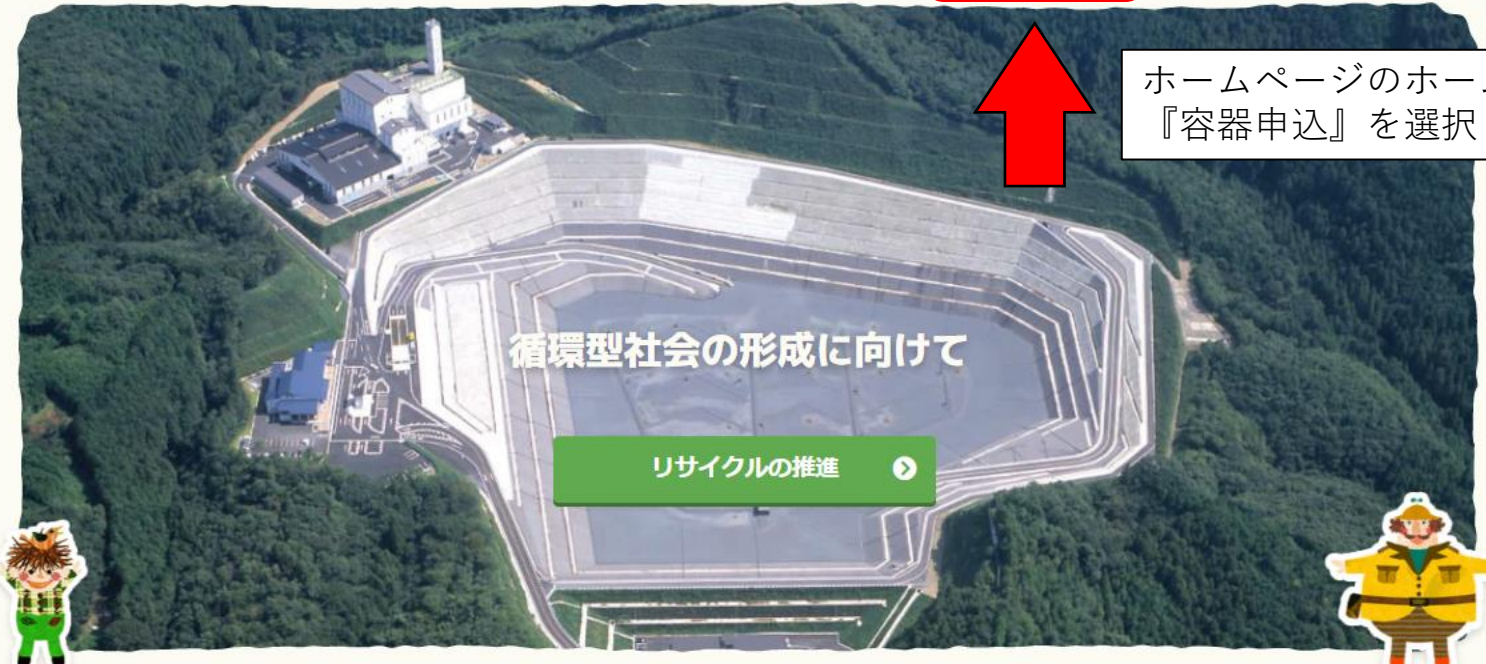 ホームページのホーム
『容器申込』を選択
循環型社会の形成に向けて
リサイクルの推進